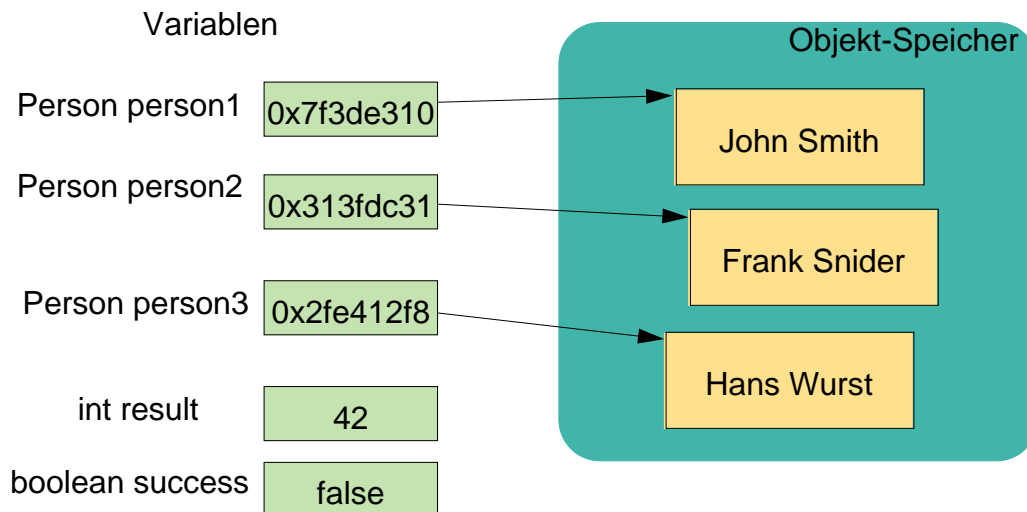 Variablen
Objekt-Speicher
Person person1
0x7f3de310
John Smith
Person person2
0x313fdc31
Frank Snider
Person person3
0x2fe412f8
Hans Wurst
int result
42
boolean success
false